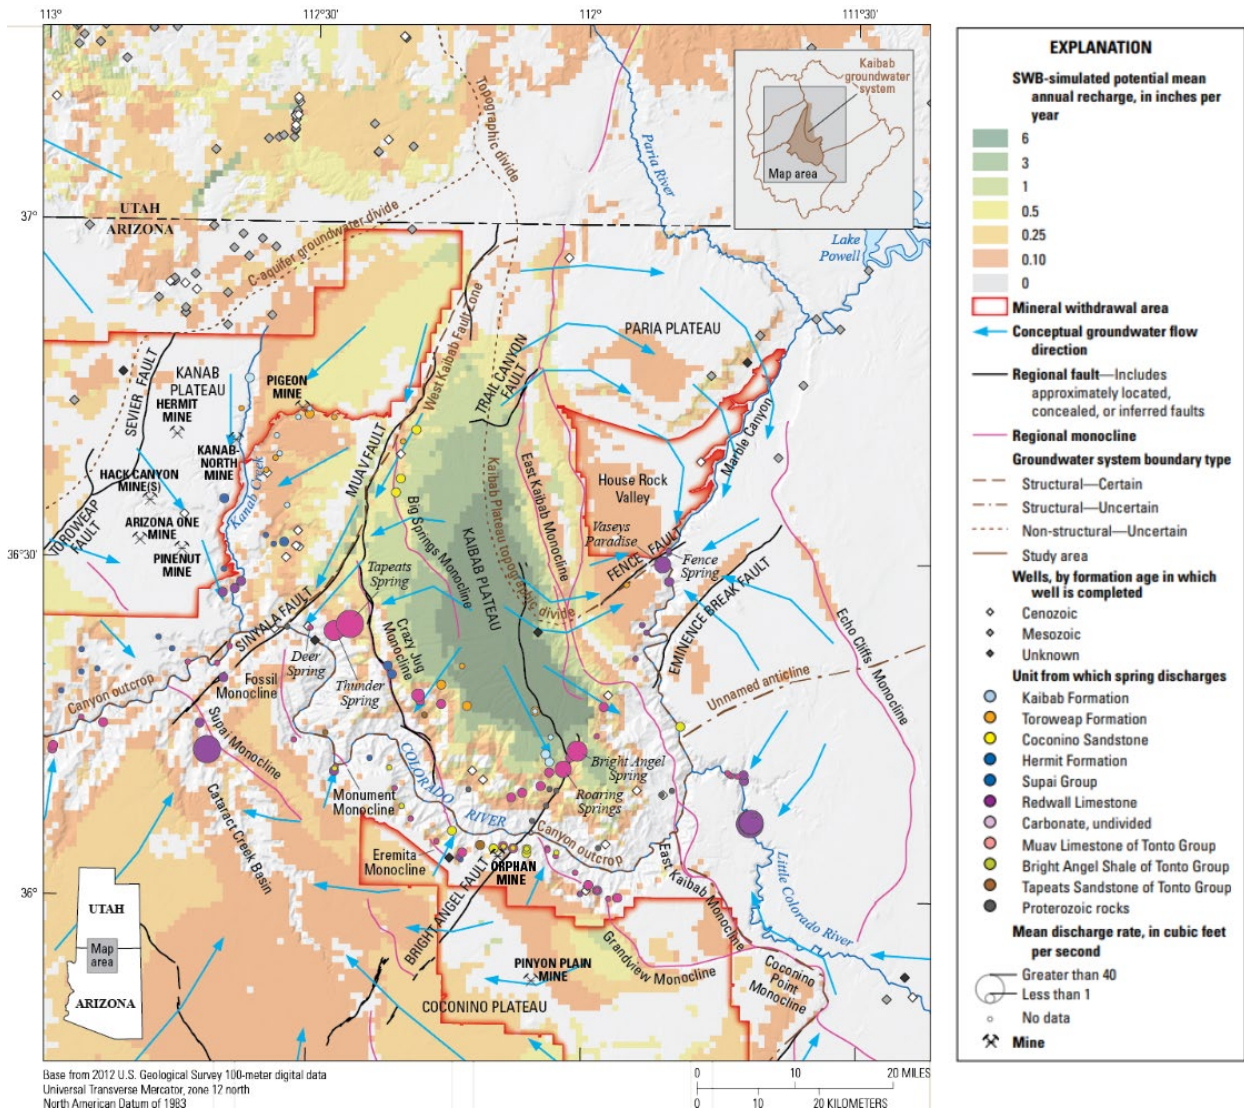 113°
112°30'
112°
111°30'
37°
36°30'
36°
UTAH
ARIZONA
Topographic divide
Paria River
Kaibab
groundwater
system
Map area
Lake
Powell
C-aquifer groundwater divide
West Kaibab Fault Zone
PARIA PLATEAU
TRAIL CANYON
FAULT
SEVIER FAULT
KANAB
PLATEAU
HERMIT
MINE
PIGEON
MINE
KANAB-
NORTH
MINE
HACK CANYON
MINE(S)
ARIZONA ONE
MINE
PINENUT
MINE
TOROWEAP
FAULT
Kanab Creek
MUAV FAULT
Big Springs Monocline
KAIBAB PLATEAU
Kaibab Plateau topographic divide
East Kaibab Monocline
House Rock
Valley
Marble Canyon
Vaseys
Paradise
FENCE FAULT
Fence
Spring
EMINENCE BREAK FAULT
Echo Cliffs Monocline
Tapeats
Spring
SINYALA FAULT
Deer
Spring
Thunder
Spring
Crazy Jug
Monocline
Fossil
Monocline
Canyon outcrop
Supai Monocline
Cataract Creek
Basin
Monument
Monocline
COLORADO
RIVER
Bright Angel
Spring
Roaring
Springs
Unnamed anticline
Canyon outcrop
Eremita
Monocline
ORPHAN
MINE
BRIGHT ANGEL FAULT
East Kaibab Monocline
Little Colorado River
Grandview Monocline
PINYON PLAIN
MINE
COCONINO PLATEAU
Coconino
Point
Monocline
UTAH
Map
area
ARIZONA
Base from 2012 U.S. Geological Survey 100-meter digital data
Universal Transverse Mercator, zone 12 north
North American Datum of 1983
0 10 20 MILES
0 10 20 KILOMETERS
EXPLANATION
SWB-simulated potential mean
annual recharge, in inches per
year
6
3
1
0.5
0.25
0.10
0
Mineral withdrawal area
Conceptual groundwater flow
direction
Regional fault—Includes
approximately located,
concealed, or inferred faults
Regional monocline
Groundwater system boundary type
Structural—Certain
Structural—Uncertain
Non-structural—Uncertain
Study area
Wells, by formation age in which
well is completed
Cenozoic
Mesozoic
Unknown
Unit from which spring discharges
Kaibab Formation
Toroweap Formation
Coconino Sandstone
Hermit Formation
Supai Group
Redwall Limestone
Carbonate, undivided
Muav Limestone of Tonto Group
Bright Angel Shale of Tonto Group
Tapeats Sandstone of Tonto Group
Proterozoic rocks
Mean discharge rate, in cubic feet
per second
Greater than 40
Less than 1
No data
Mine